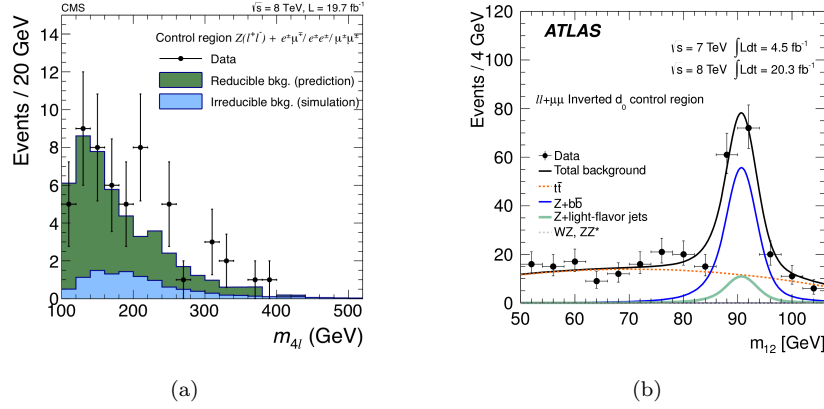 CMS √s = 8 TeV, L = 19.7 fb⁻¹
Control region Z(l⁺l⁻) + e±μ∓/ e±e±/ μ±μ±
Data
Reducible bkg. (prediction)
Irreducible bkg. (simulation)
Events / 20 GeV
14
12
10
8
6
4
2
0
100 200 300 400 500
m4l (GeV)
(a)
ATLAS
√s = 7 TeV ∫Ldt = 4.5 fb⁻¹
√s = 8 TeV ∫Ldt = 20.3 fb⁻¹
ll+μμ Inverted d0 control region
Data
Total background
tt̄
Z+bb̄
Z+light-flavor jets
WZ, ZZ*
Events / 4 GeV
120
100
80
60
40
20
0
50 60 70 80 90 100
m12 [GeV]
(b)